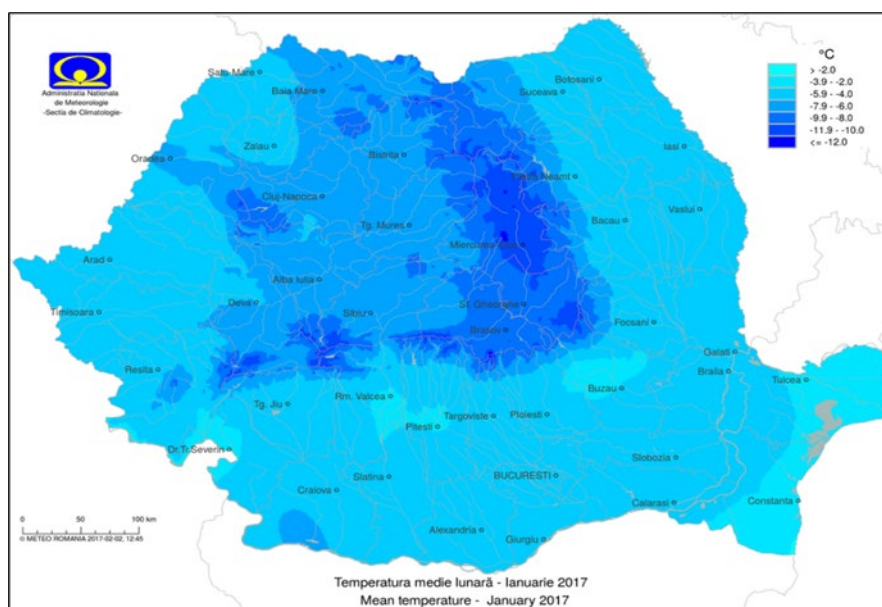 °C
> -2.0
-3.9 - -2.0
-5.9 - -4.0
-7.9 - -6.0
-9.9 - -8.0
-11.9 - -10.0
<= -12.0
Administratia Nationala
de Meteorologie
-Sectia de Climatologie-
Satu Mare
Baia Mare
Botosani
Suceava
Zalau
Bistrita
Iasi
Oradea
Piatra Neamt
Cluj-Napoca
Tg. Mures
Bacau
Vaslui
Miercurea Ciuc
Arad
Alba Iulia
Deva
Sf. Gheorghe
Timisoara
Sibiu
Brasov
Focsani
Galati
Resita
Braila
Tulcea
Rm. Valcea
Buzau
Tg. Jiu
Targoviste
Ploiesti
Pitesti
Dr.Tr.Severin
Slobozia
Slatina
BUCURESTI
Craiova
Calarasi
Constanta
Alexandria
Giurgiu
0 50 100 km
© METEO ROMANIA 2017-02-02, 12:45
Temperatura medie lunară - Ianuarie 2017
Mean temperature - January 2017